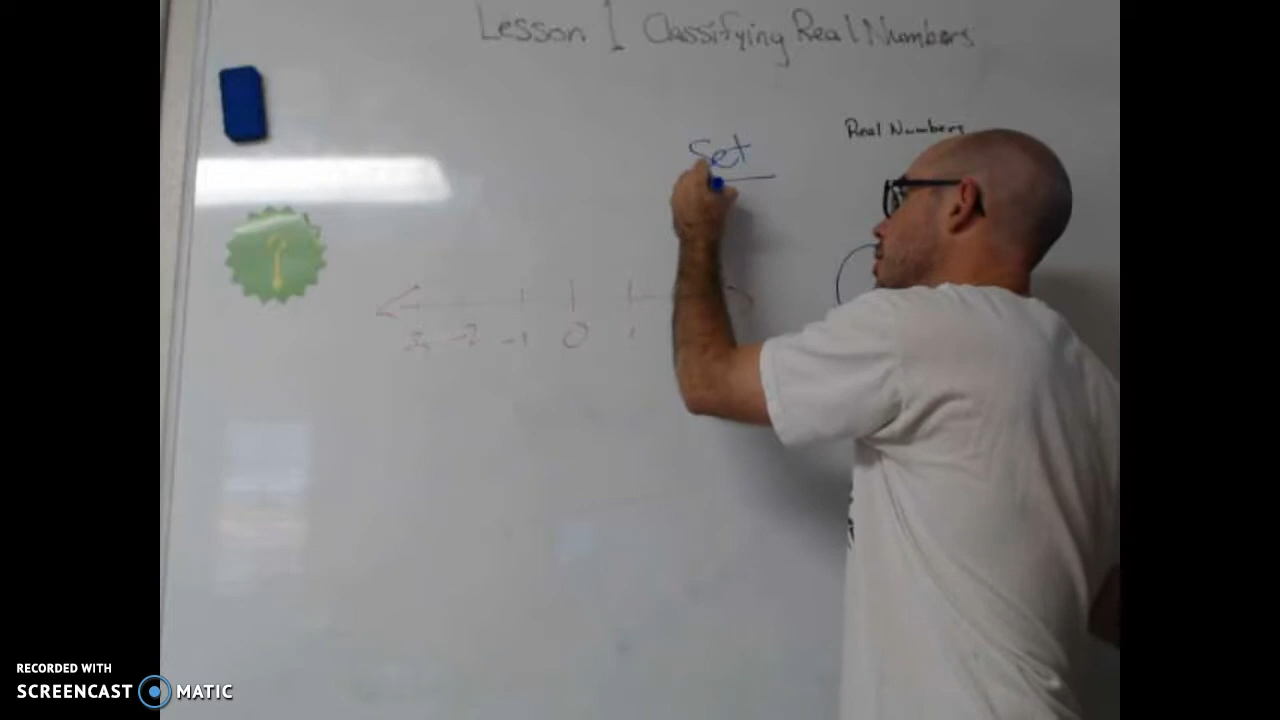 Lesson 1 Classifying Real Numbers
Real Numbers
Set
-3 -2 -1 0 1
RECORDED WITH
SCREENCAST MATIC